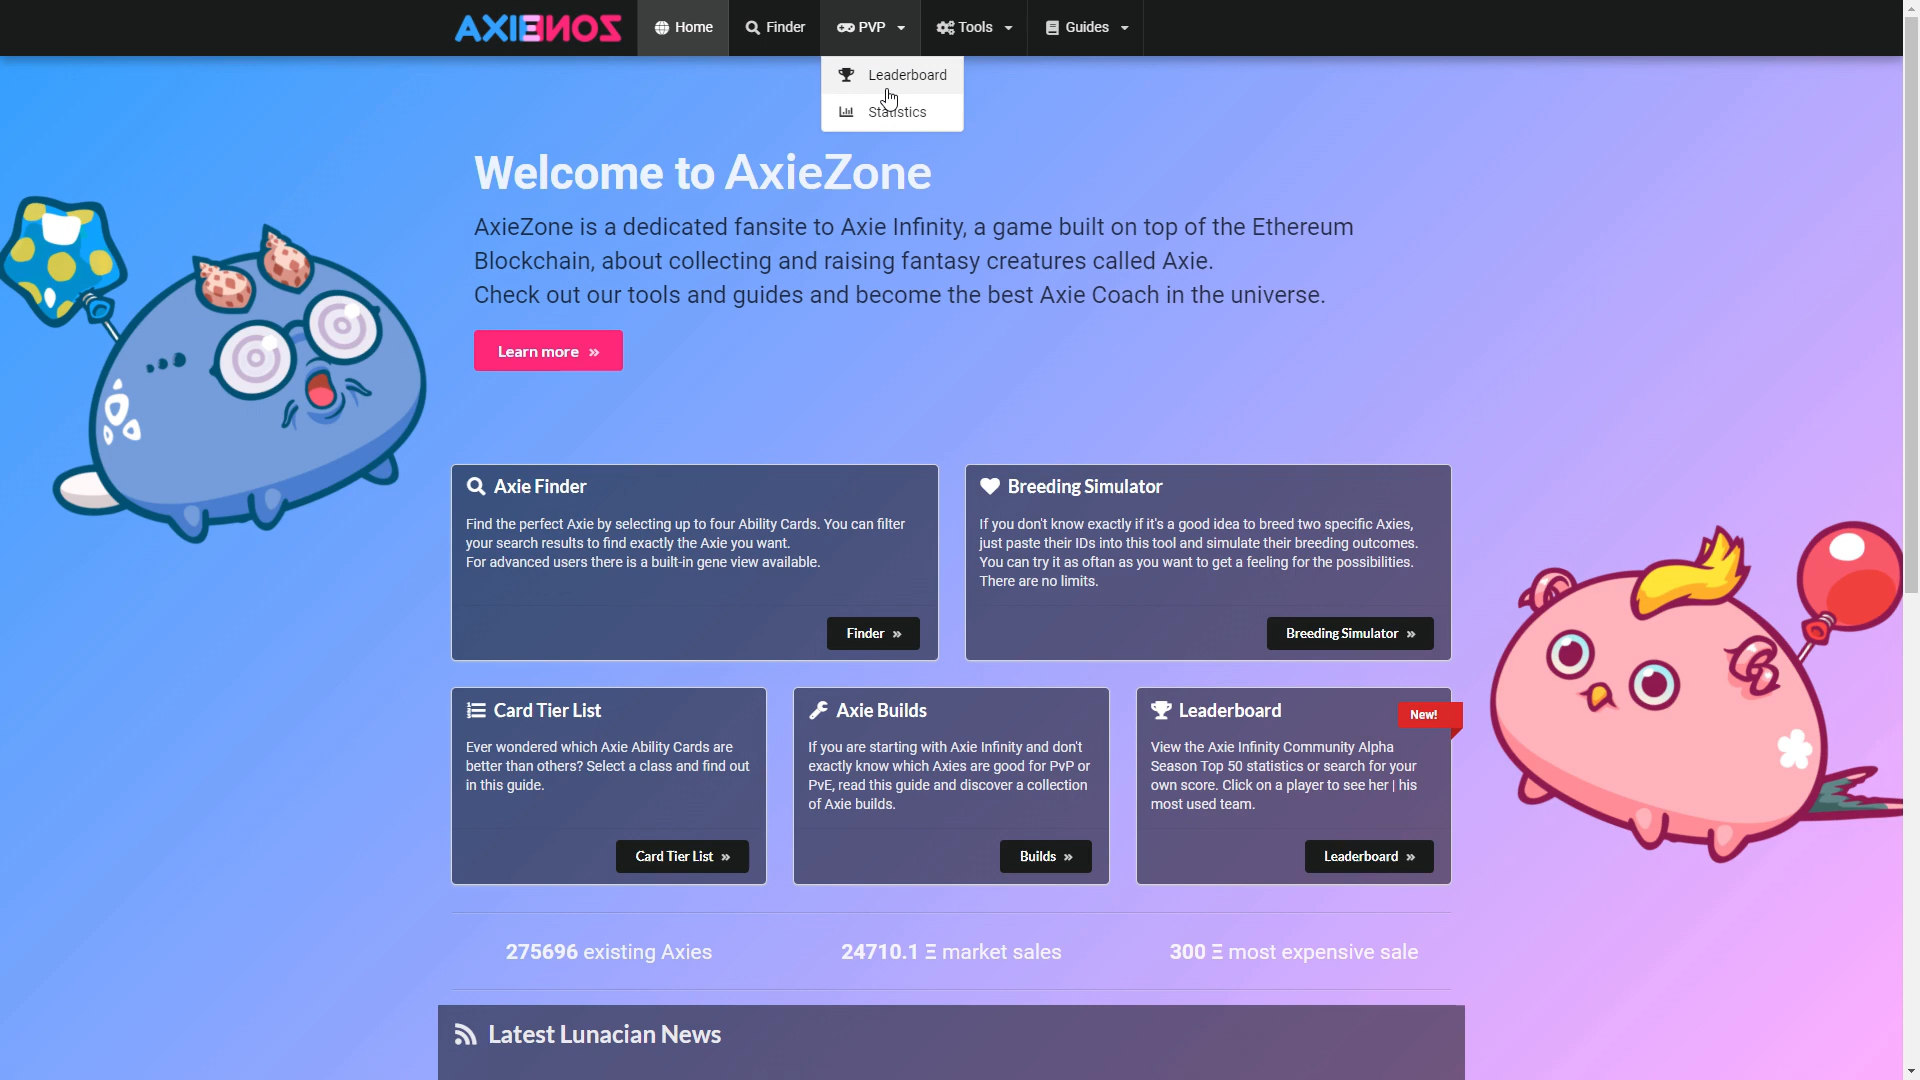 AXIEZONE
Home
Finder
PVP
Tools
Guides
Leaderboard
Statistics
Welcome to AxieZone
AxieZone is a dedicated fansite to Axie Infinity, a game built on top of the Ethereum
Blockchain, about collecting and raising fantasy creatures called Axie.
Check out our tools and guides and become the best Axie Coach in the universe.
Learn more »
Axie Finder
Find the perfect Axie by selecting up to four Ability Cards. You can filter
your search results to find exactly the Axie you want.
For advanced users there is a built-in gene view available.
Finder »
Breeding Simulator
If you don't know exactly if it's a good idea to breed two specific Axies,
just paste their IDs into this tool and simulate their breeding outcomes.
You can try it as oftan as you want to get a feeling for the possibilities.
There are no limits.
Breeding Simulator »
Card Tier List
Ever wondered which Axie Ability Cards are
better than others? Select a class and find out
in this guide.
Card Tier List »
Axie Builds
If you are starting with Axie Infinity and don't
exactly know which Axies are good for PvP or
PvE, read this guide and discover a collection
of Axie builds.
Builds »
Leaderboard
New!
View the Axie Infinity Community Alpha
Season Top 50 statistics or search for your
own score. Click on a player to see her | his
most used team.
Leaderboard »
275696 existing Axies
24710.1 Ξ market sales
300 Ξ most expensive sale
Latest Lunacian News